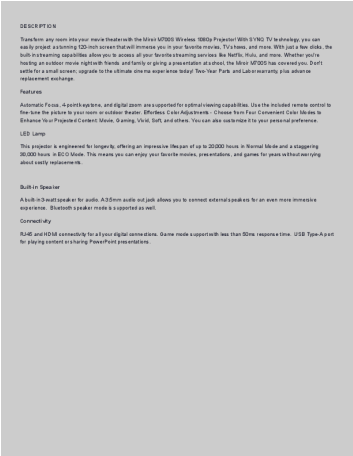 DESCRIPTION
Transform any room into your movie theater with the Miroir M700S Wireless 1080p Projector! With SYNQ TV technology, you can
easily project a stunning 120-inch screen that will immerse you in your favorite movies, TV shows, and more. With just a few clicks, the
built-in streaming capabilities allow you to access all your favorite streaming services like Netflix, Hulu, and more. Whether you're
hosting an outdoor movie night with friends and family or giving a presentation at school, the Miroir M700S has covered you. Don't
settle for a small screen; upgrade to the ultimate cinema experience today! Two-Year Parts and Labor warranty, plus advance
replacement exchange.
Features
Automatic Focus, 4-point keystone, and digital zoom are supported for optimal viewing capabilities. Use the included remote control to
fine-tune the picture to your room or outdoor theater. Effortless Color Adjustments - Choose from Four Convenient Color Modes to
Enhance Your Projected Content: Movie, Gaming, Vivid, Soft, and others. You can also customize it to your personal preference.
LED Lamp
This projector is engineered for longevity, offering an impressive lifespan of up to 20,000 hours in Normal Mode and a staggering
30,000 hours in ECO Mode. This means you can enjoy your favorite movies, presentations, and games for years without worrying
about costly replacements.
Built-in Speaker
A built-in 3-watt speaker for audio. A 3.5mm audio out jack allows you to connect external speakers for an even more immersive
experience. Bluetooth speaker mode is supported as well.
Connectivity
RJ-45 and HDMI connectivity for all your digital connections. Game mode support with less than 50ms response time. USB Type-A port
for playing content or sharing PowerPoint presentations.